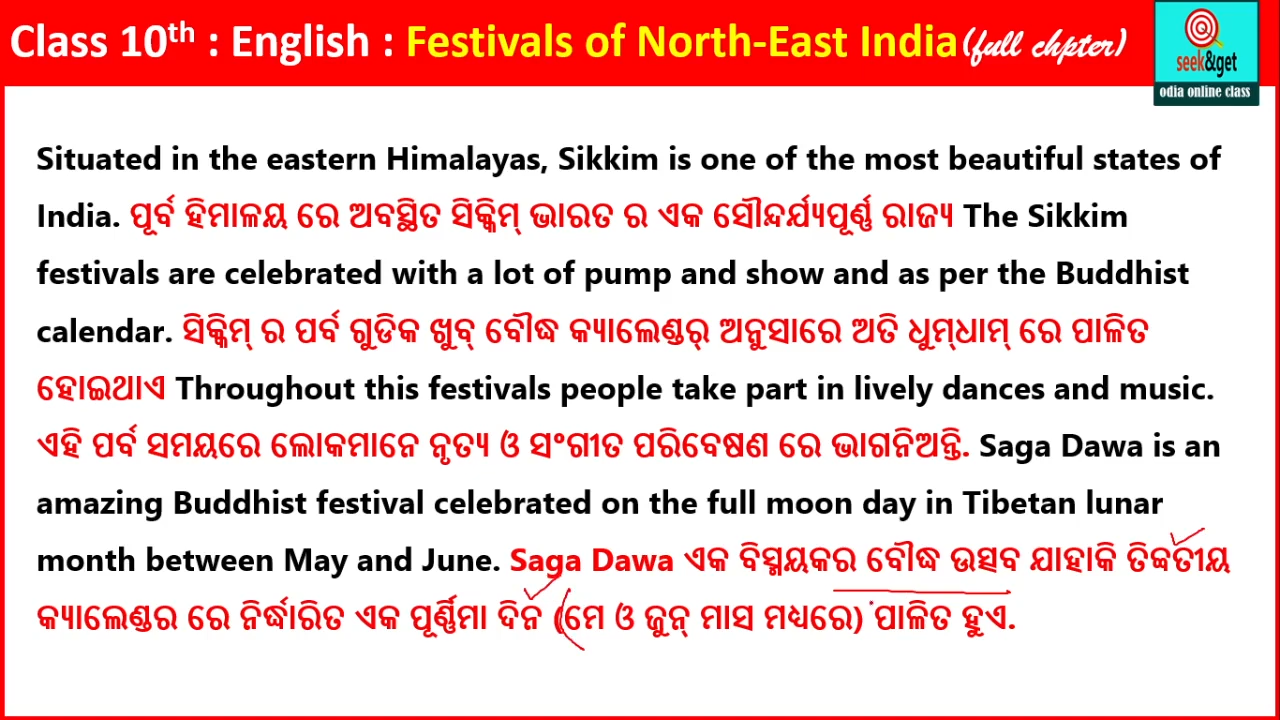 Class 10th : English : Festivals of North-East India (full chpter)
seek&get
odia online class
Situated in the eastern Himalayas, Sikkim is one of the most beautiful states of
India. ପୂର୍ବ ହିମାଳୟ ରେ ଅବସ୍ଥିତ ସିକ୍କିମ୍ ଭାରତ ର ଏକ ସୌନ୍ଦର୍ଯ୍ୟପୂର୍ଣ୍ଣ ରାଜ୍ୟ The Sikkim
festivals are celebrated with a lot of pump and show and as per the Buddhist
calendar. ସିକ୍କିମ୍ ର ପର୍ବ ଗୁଡିକ ଖୁବ୍ ବୌଦ୍ଧ କ୍ୟାଲେଣ୍ଡର୍ ଅନୁସାରେ ଅତି ଧୁମ୍‌ଧାମ୍ ରେ ପାଳିତ
ହୋଇଥାଏ Throughout this festivals people take part in lively dances and music.
ଏହି ପର୍ବ ସମୟରେ ଲୋକମାନେ ନୃତ୍ୟ ଓ ସଂଗୀତ ପରିବେଷଣ ରେ ଭାଗନିଅନ୍ତି. Saga Dawa is an
amazing Buddhist festival celebrated on the full moon day in Tibetan lunar
month between May and June. Saga Dawa ଏକ ବିସ୍ମୟକର ବୌଦ୍ଧ ଉତ୍ସବ ଯାହାକି ତିବ୍ବତୀୟ
କ୍ୟାଲେଣ୍ଡର ରେ ନିର୍ଦ୍ଧାରିତ ଏକ ପୂର୍ଣ୍ଣିମା ଦିନ (ମେ ଓ ଜୁନ୍ ମାସ ମଧ୍ୟରେ) ପାଳିତ ହୁଏ.